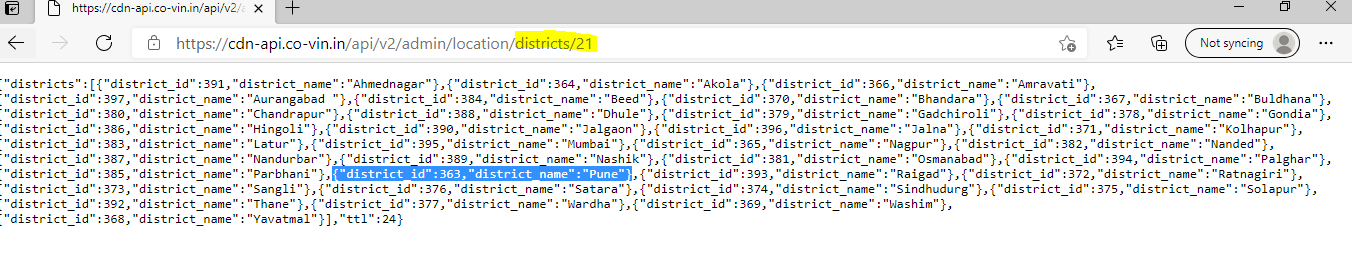 https://cdn-api.co-vin.in/api/v2/a
https://cdn-api.co-vin.in/api/v2/admin/location/districts/21
Not syncing
{"districts":[{"district_id":391,"district_name":"Ahmednagar"},{"district_id":364,"district_name":"Akola"},{"district_id":366,"district_name":"Amravati"},
"district_id":397,"district_name":"Aurangabad "},{"district_id":384,"district_name":"Beed"},{"district_id":370,"district_name":"Bhandara"},{"district_id":367,"district_name":"Buldhana"},
"district_id":380,"district_name":"Chandrapur"},{"district_id":388,"district_name":"Dhule"},{"district_id":379,"district_name":"Gadchiroli"},{"district_id":378,"district_name":"Gondia"},
"district_id":386,"district_name":"Hingoli"},{"district_id":390,"district_name":"Jalgaon"},{"district_id":396,"district_name":"Jalna"},{"district_id":371,"district_name":"Kolhapur"},
"district_id":383,"district_name":"Latur"},{"district_id":395,"district_name":"Mumbai"},{"district_id":365,"district_name":"Nagpur"},{"district_id":382,"district_name":"Nanded"},
"district_id":387,"district_name":"Nandurbar"},{"district_id":389,"district_name":"Nashik"},{"district_id":381,"district_name":"Osmanabad"},{"district_id":394,"district_name":"Palghar"},
"district_id":385,"district_name":"Parbhani"},{"district_id":363,"district_name":"Pune"},{"district_id":393,"district_name":"Raigad"},{"district_id":372,"district_name":"Ratnagiri"},
"district_id":373,"district_name":"Sangli"},{"district_id":376,"district_name":"Satara"},{"district_id":374,"district_name":"Sindhudurg"},{"district_id":375,"district_name":"Solapur"},
"district_id":392,"district_name":"Thane"},{"district_id":377,"district_name":"Wardha"},{"district_id":369,"district_name":"Washim"},
"district_id":368,"district_name":"Yavatmal"}],"ttl":24}